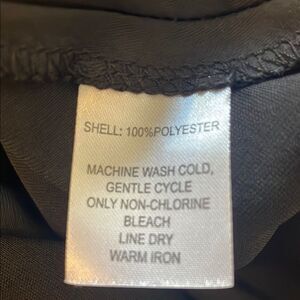 SHELL: 100%POLYESTER
MACHINE WASH COLD,
GENTLE CYCLE
ONLY NON-CHLORINE
BLEACH
LINE DRY
WARM IRON